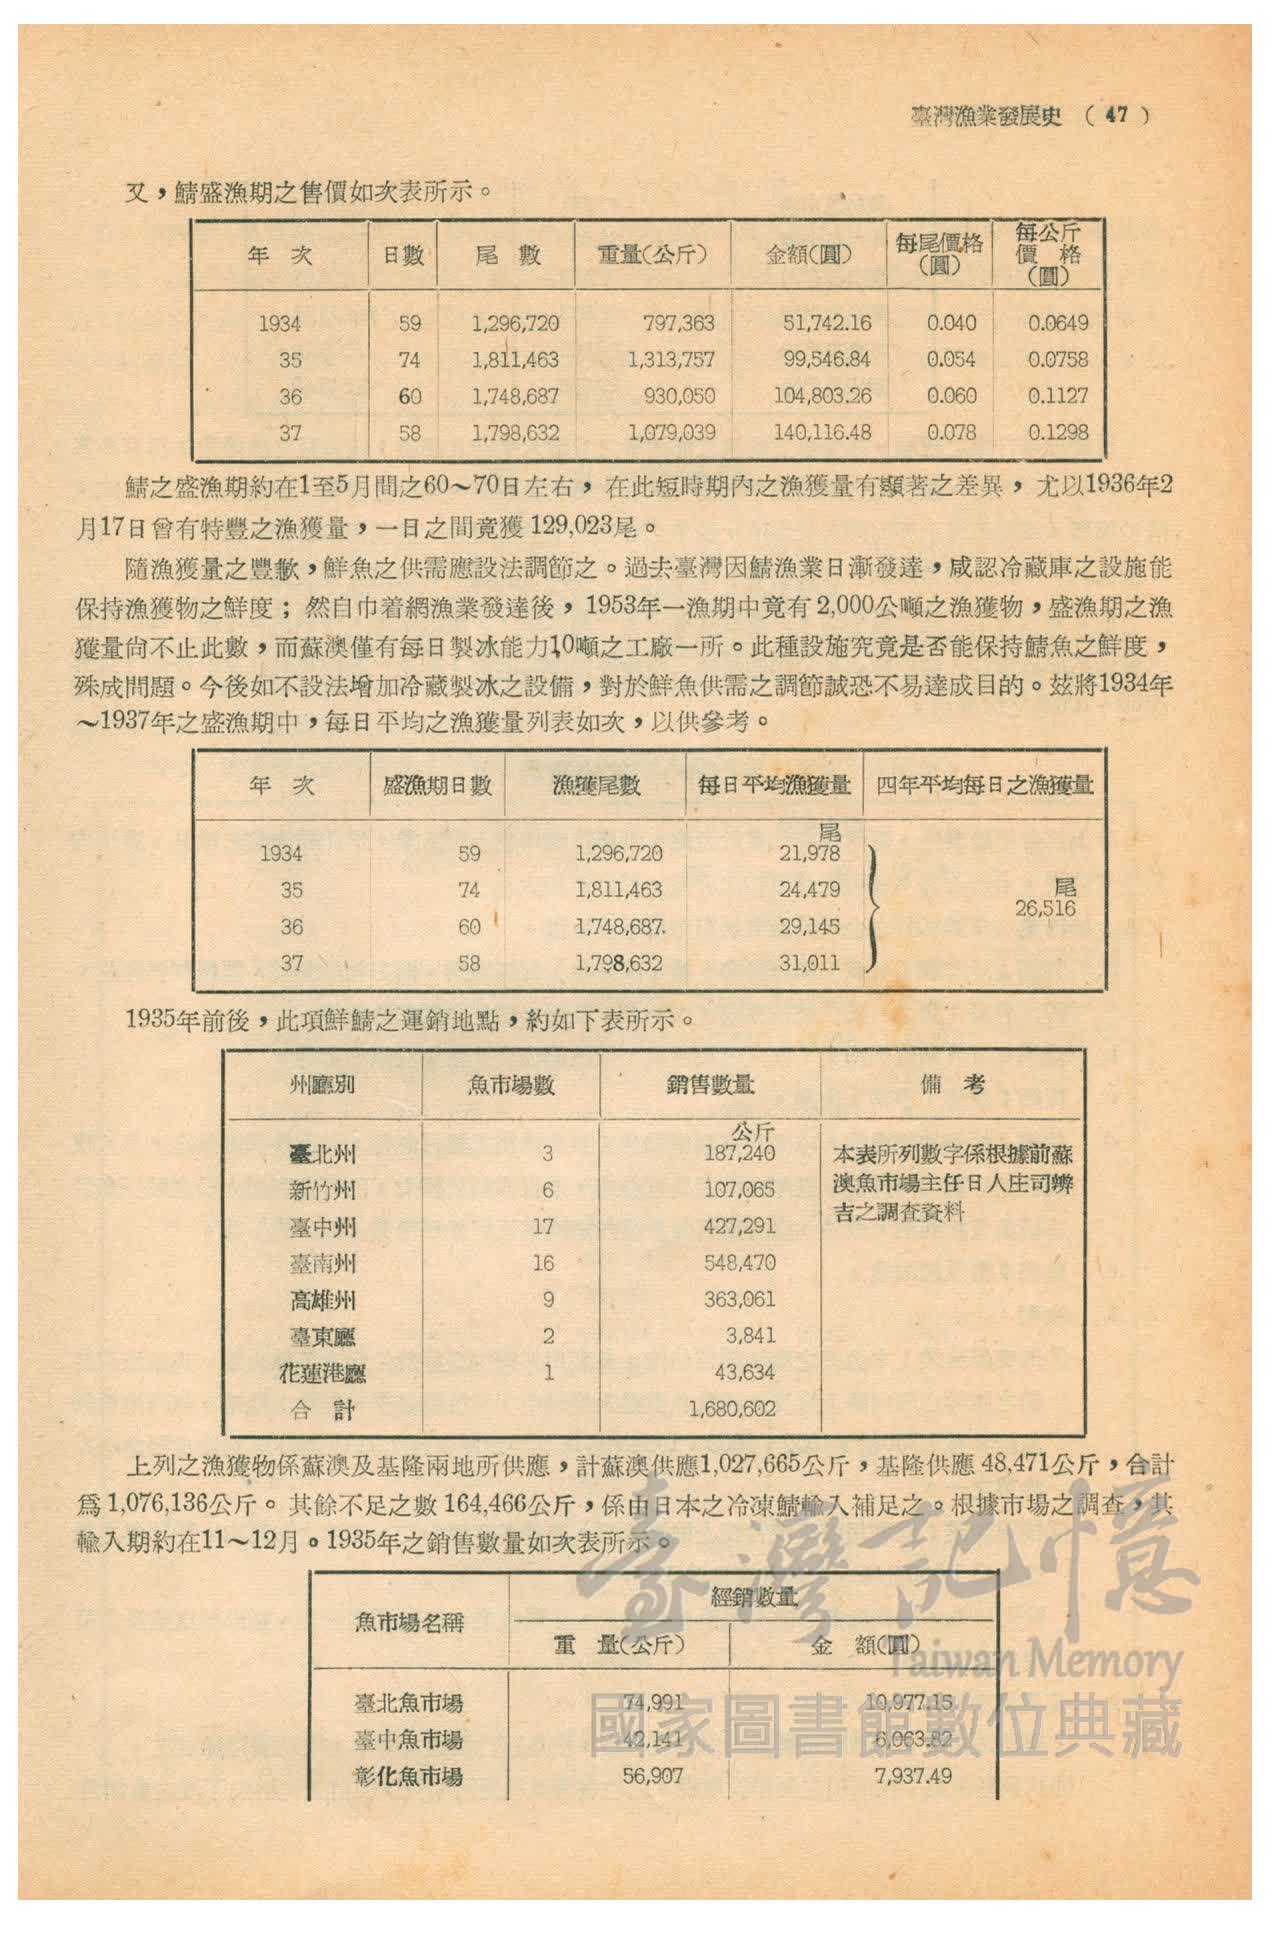 臺灣漁業發展史 ( 47 )
又，鯖盛漁期之售價如次表所示。
年 次 日數 尾 數 重量(公斤) 金額(圓) 每尾價格(圓) 每公斤價 格(圓)
1934 59 1,296,720 797,363 51,742.16 0.040 0.0649
35 74 1,811,463 1,313,757 99,546.84 0.054 0.0758
36 60 1,748,687 930,050 104,803.26 0.060 0.1127
37 58 1,798,632 1,079,039 140,116.48 0.078 0.1298
鯖之盛漁期約在1至5月間之60～70日左右，在此短時期內之漁獲量有顯著之差異，尤以1936年2
月17日曾有特豐之漁獲量，一日之間竟獲 129,023尾。
隨漁獲量之豐歉，鮮魚之供需應設法調節之。過去臺灣因鯖漁業日漸發達，咸認冷藏庫之設施能
保持漁獲物之鮮度；然自巾着網漁業發達後，1953年一漁期中竟有 2,000公噸之漁獲物，盛漁期之漁
獲量尙不止此數，而蘇澳僅有每日製冰能力10噸之工廠一所。此種設施究竟是否能保持鯖魚之鮮度，
殊成問題。今後如不設法增加冷藏製冰之設備，對於鮮魚供需之調節誠恐不易達成目的。玆將1934年
～1937年之盛漁期中，每日平均之漁獲量列表如次，以供參考。
年 次 盛漁期日數 漁獲尾數 每日平均漁獲量 四年平均每日之漁獲量
尾
1934 59 1,296,720 21,978
35 74 1,811,463 24,479 尾
36 60 1,748,687 29,145 26,516
37 58 1,798,632 31,011
1935年前後，此項鮮鯖之運銷地點，約如下表所示。
州廳別 魚市場數 銷售數量 備 考
公斤
臺北州 3 187,240 本表所列數字係根據前蘇
新竹州 6 107,065 澳魚市場主任日人庄司辨
臺中州 17 427,291 吉之調查資料
臺南州 16 548,470
高雄州 9 363,061
臺東廳 2 3,841
花蓮港廳 1 43,634
合 計 1,680,602
上列之漁獲物係蘇澳及基隆兩地所供應，計蘇澳供應1,027,665公斤，基隆供應 48,471公斤，合計
爲 1,076,136公斤。其餘不足之數 164,466公斤，係由日本之冷凍鯖輸入補足之。根據市場之調查，其
輸入期約在11～12月。1935年之銷售數量如次表所示。
魚市場名稱 經銷數量
重 量(公斤) 金 額(圓)
臺北魚市場 74,991 10,977.15
臺中魚市場 42,141 6,063.82
彰化魚市場 56,907 7,937.49
臺灣記憶
Taiwan Memory
國家圖書館數位典藏